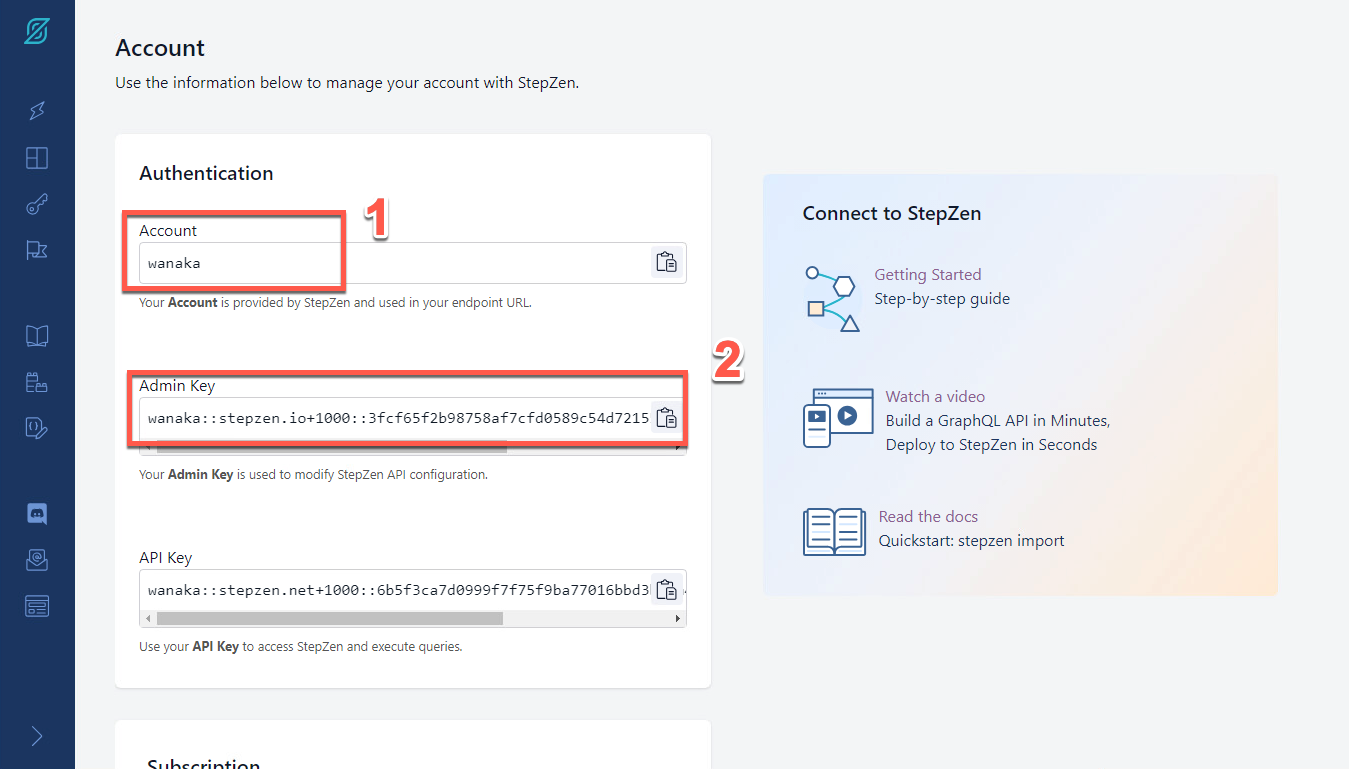 Account
Use the information below to manage your account with StepZen.
Authentication
1
Account
wanaka
Your Account is provided by StepZen and used in your endpoint URL.
2
Admin Key
wanaka::stepzen.io+1000::3fcf65f2b98758af7cfd0589c54d7215
Your Admin Key is used to modify StepZen API configuration.
API Key
wanaka::stepzen.net+1000::6b5f3ca7d0999f7f75f9ba77016bbd3
Use your API Key to access StepZen and execute queries.
Subscription
Connect to StepZen
Getting Started
Step-by-step guide
Watch a video
Build a GraphQL API in Minutes,
Deploy to StepZen in Seconds
Read the docs
Quickstart: stepzen import